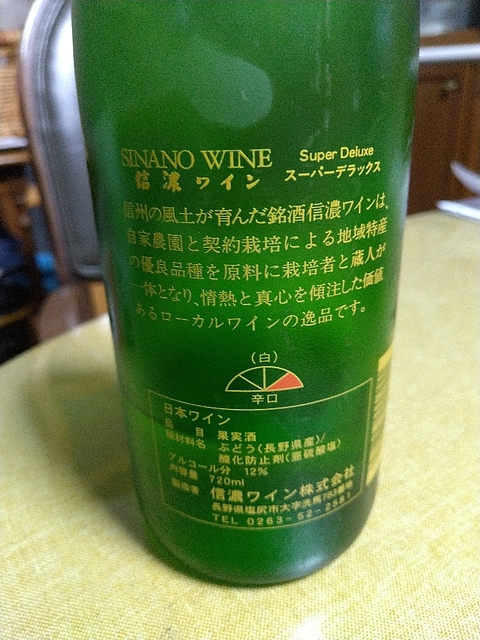 SINANO WINE
信濃ワイン
Super Deluxe
スーパーデラックス
信州の風土が育んだ銘酒信濃ワインは、
自家農園と契約栽培による地域特産
の優良品種を原料に栽培者と蔵人が
一体となり、情熱と真心を傾注した価値
あるローカルワインの逸品です。
(白)
辛口
日本ワイン
品目 果実酒
原材料名 ぶどう(長野県産)/
酸化防止剤(亜硫酸塩)
アルコール分 12%
内容量 720ml
製造者 信濃ワイン株式会社
長野県塩尻市大字洗馬783番地
TEL 0263-52-2581